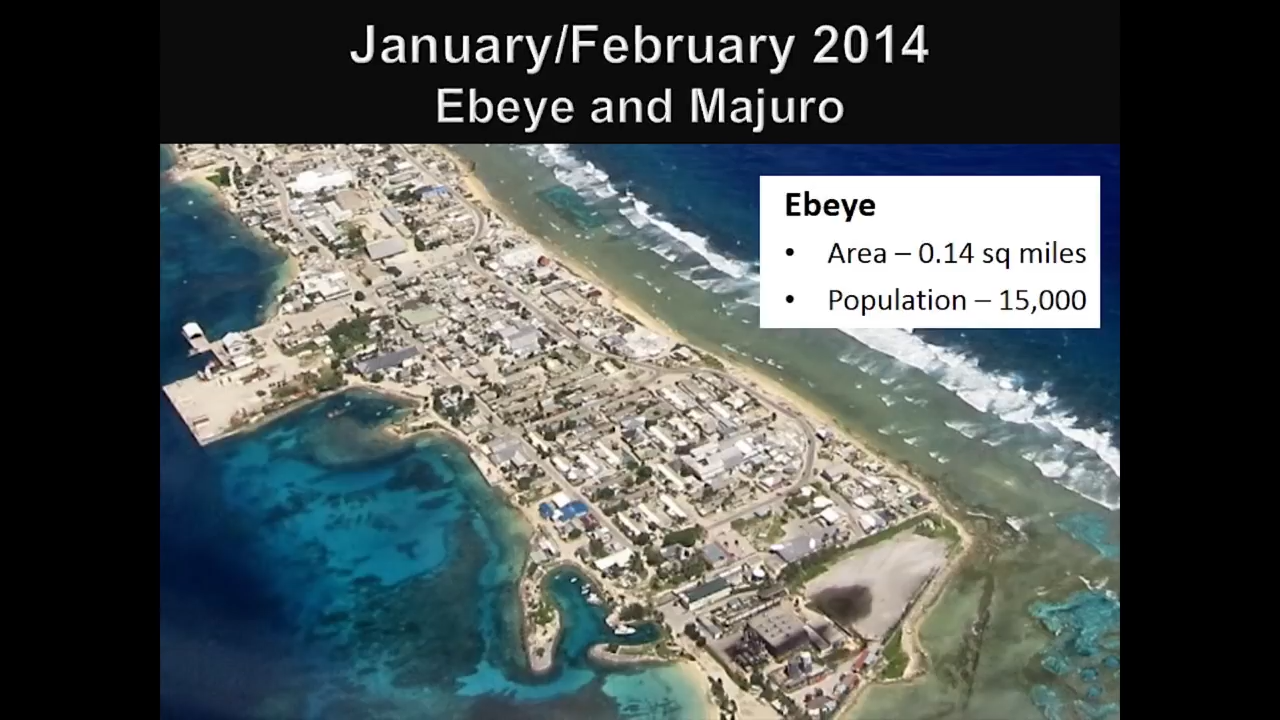 January/February 2014
Ebeye and Majuro
Ebeye
• Area – 0.14 sq miles
• Population – 15,000